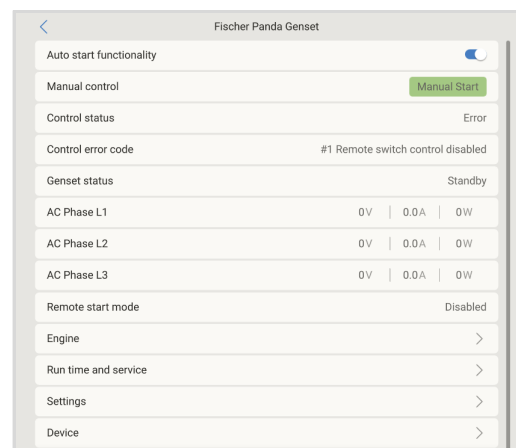 Fischer Panda Genset
Auto start functionality
Manual control Manual Start
Control status Error
Control error code #1 Remote switch control disabled
Genset status Standby
AC Phase L1 0V 0.0A 0W
AC Phase L2 0V 0.0A 0W
AC Phase L3 0V 0.0A 0W
Remote start mode Disabled
Engine
Run time and service
Settings
Device